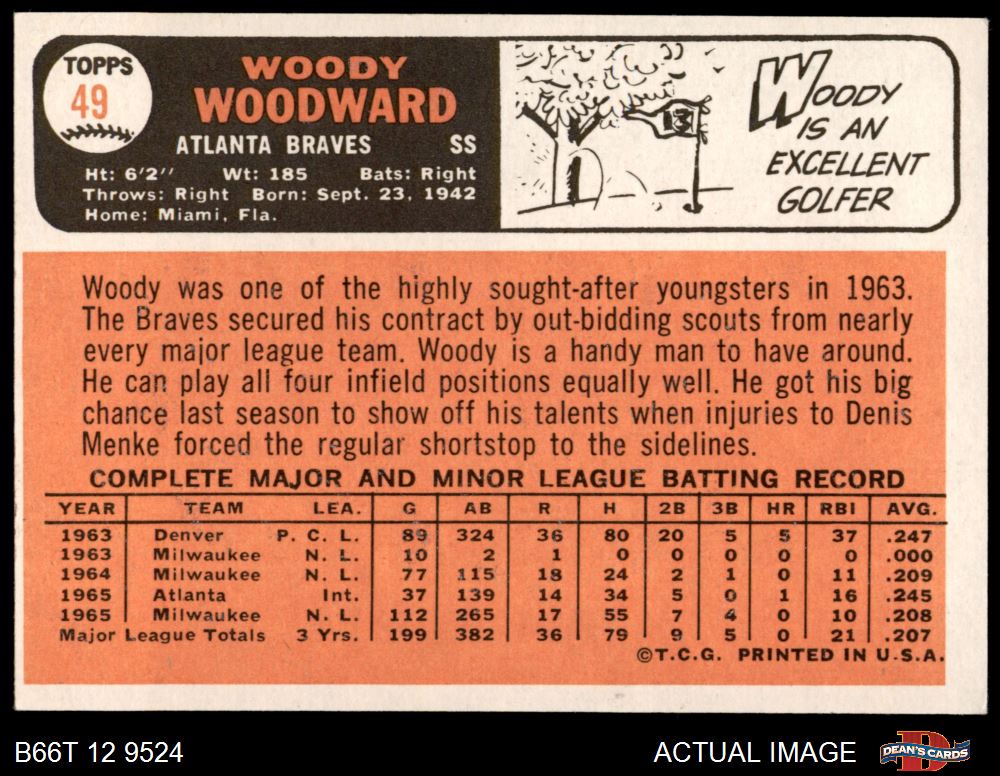 TOPPS
49
WOODY
WOODWARD
ATLANTA BRAVES SS
Ht: 6'2" Wt: 185 Bats: Right
Throws: Right Born: Sept. 23, 1942
Home: Miami, Fla.
13
WOODY
IS AN
EXCELLENT
GOLFER
Woody was one of the highly sought-after youngsters in 1963.
The Braves secured his contract by out-bidding scouts from nearly
every major league team. Woody is a handy man to have around.
He can play all four infield positions equally well. He got his big
chance last season to show off his talents when injuries to Denis
Menke forced the regular shortstop to the sidelines.
COMPLETE MAJOR AND MINOR LEAGUE BATTING RECORD
YEAR TEAM LEA. G AB R H 2B 3B HR RBI AVG.
1963 Denver P. C. L. 89 324 36 80 20 5 5 37 .247
1963 Milwaukee N. L. 10 2 1 0 0 0 0 0 .000
1964 Milwaukee N. L. 77 115 18 24 2 1 0 11 .209
1965 Atlanta Int. 37 139 14 34 5 0 1 16 .245
1965 Milwaukee N. L. 112 265 17 55 7 4 0 10 .208
Major League Totals 3 Yrs. 199 382 36 79 9 5 0 21 .207
©T.C.G. PRINTED IN U.S.A.
B66T 12 9524
ACTUAL IMAGE
DEAN'S CARDS